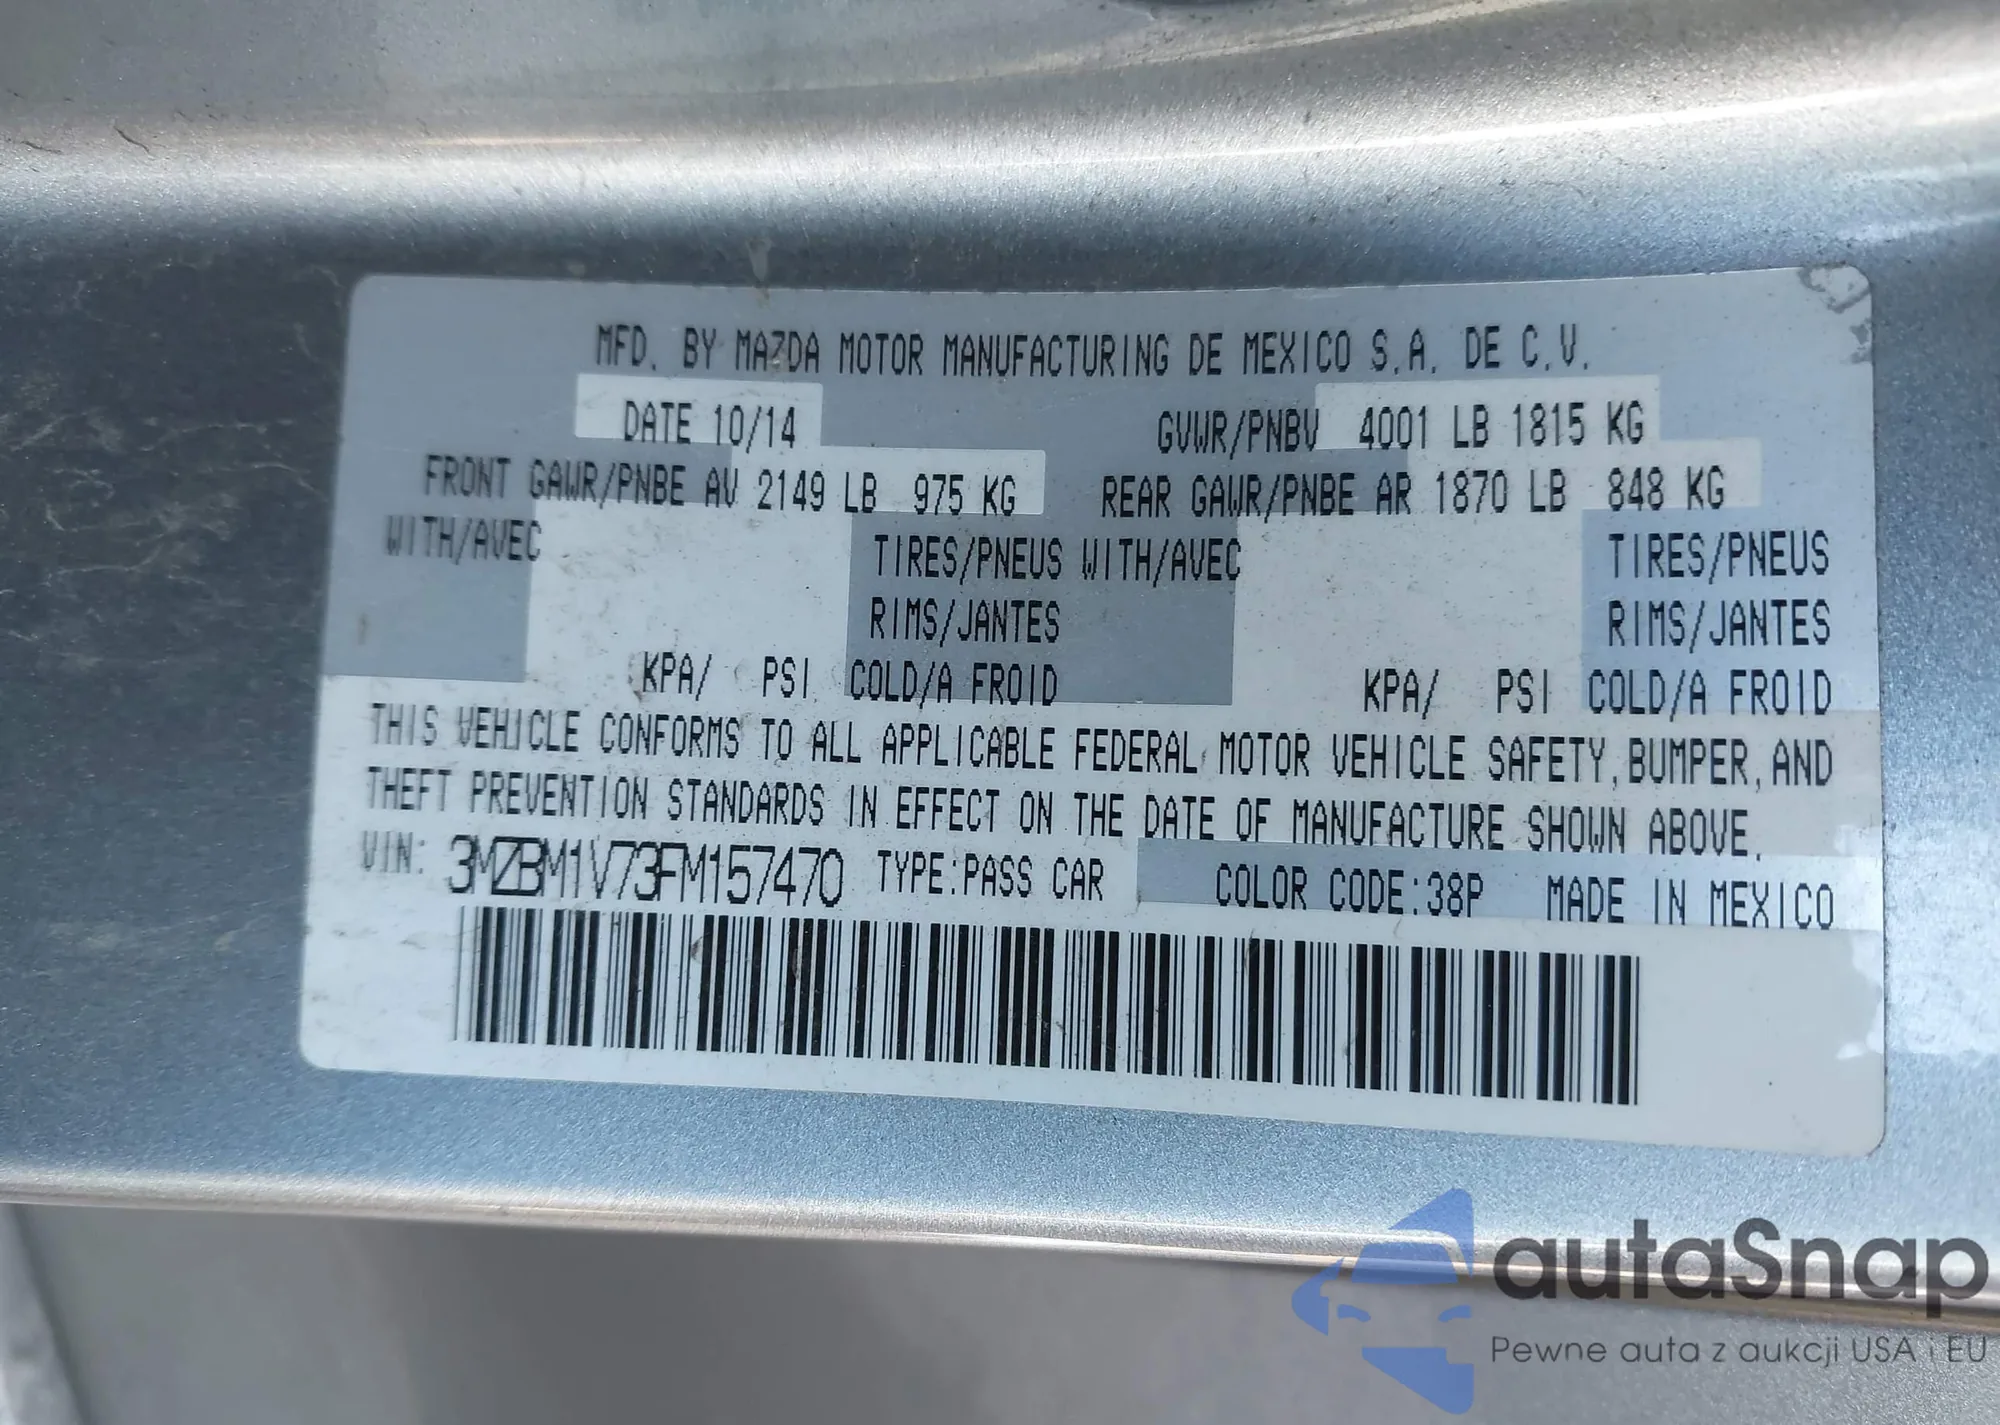 MFD. BY MAZDA MOTOR MANUFACTURING DE MEXICO S.A. DE C.V.
DATE 10/14 GVWR/PNBV 4001 LB 1815 KG
FRONT GAWR/PNBE AV 2149 LB 975 KG REAR GAWR/PNBE AR 1870 LB 848 KG
WITH/AVEC TIRES/PNEUS WITH/AVEC TIRES/PNEUS
RIMS/JANTES RIMS/JANTES
KPA/ PSI COLD/A FROID KPA/ PSI COLD/A FROID
THIS VEHICLE CONFORMS TO ALL APPLICABLE FEDERAL MOTOR VEHICLE SAFETY, BUMPER, AND
THEFT PREVENTION STANDARDS IN EFFECT ON THE DATE OF MANUFACTURE SHOWN ABOVE.
VIN: 3MZBM1V73FM157470 TYPE:PASS CAR COLOR CODE:38P MADE IN MEXICO
autaSnap
Pewne auta z aukcji USA i EU